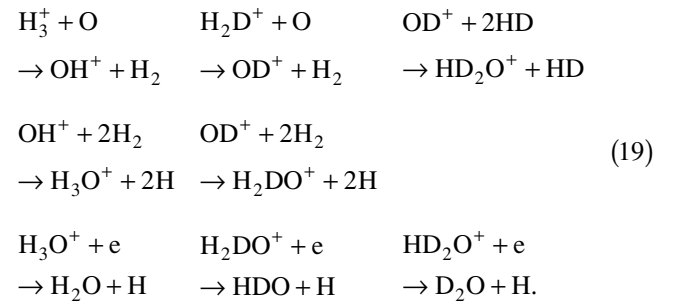 H₃⁺ + O H₂D⁺ + O OD⁺ + 2HD
→ OH⁺ + H₂ → OD⁺ + H₂ → HD₂O⁺ + HD
OH⁺ + 2H₂ OD⁺ + 2H₂
(19)
→ H₃O⁺ + 2H → H₂DO⁺ + 2H
H₃O⁺ + e H₂DO⁺ + e HD₂O⁺ + e
→ H₂O + H → HDO + H → D₂O + H.